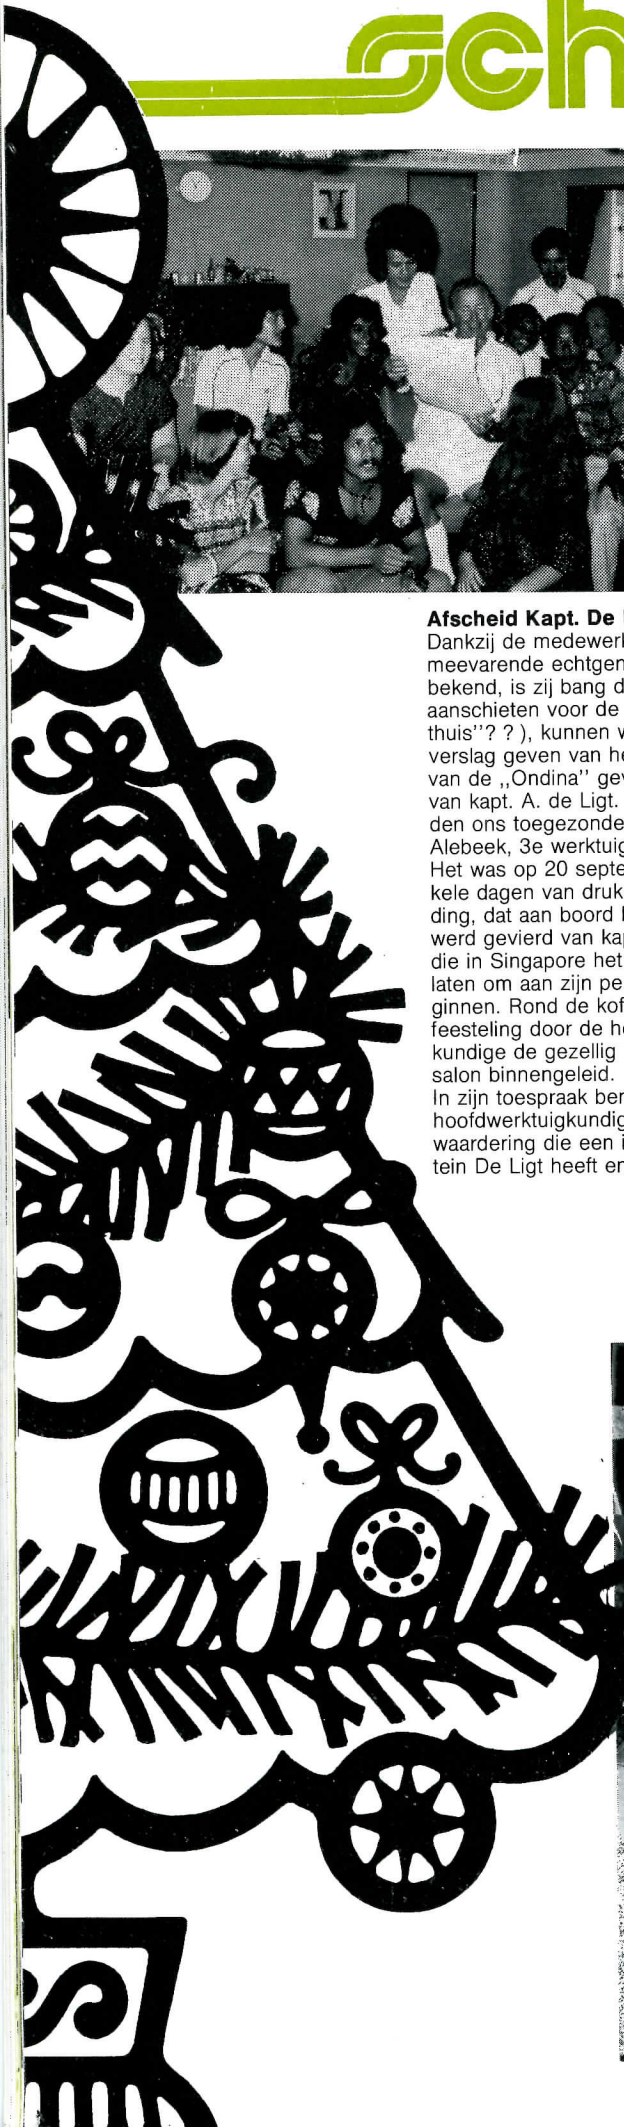 sch
Afscheid Kapt. De
Dankzij de medewerk
meevarende echtgen
bekend, is zij bang d
aanschieten voor de
thuis''? ? ), kunnen w
verslag geven van he
van de ,,Ondina'' gev
van kapt. A. de Ligt.
den ons toegezonde
Alebeek, 3e werktuig
Het was op 20 septe
kele dagen van druk
ding, dat aan boord
werd gevierd van kap
die in Singapore het
laten om aan zijn pe
ginnen. Rond de kof
feesteling door de ho
kundige de gezellig
salon binnengeleid.
In zijn toespraak ber
hoofdwerktuigkundig
waardering die een i
tein De Ligt heeft en